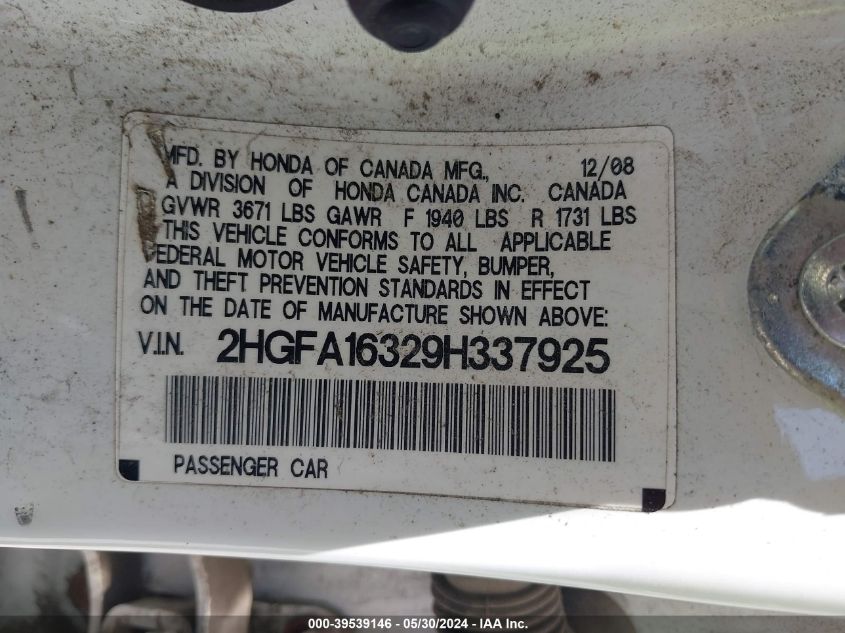 MFD. BY HONDA OF CANADA MFG., 12/08
A DIVISION OF HONDA CANADA INC. CANADA
GVWR 3671 LBS GAWR F 1940 LBS R 1731 LBS
THIS VEHICLE CONFORMS TO ALL APPLICABLE
FEDERAL MOTOR VEHICLE SAFETY, BUMPER,
AND THEFT PREVENTION STANDARDS IN EFFECT
ON THE DATE OF MANUFACTURE SHOWN ABOVE:
V.I.N. 2HGFA16329H337925
PASSENGER CAR
000-39539146 - 05/30/2024 - IAAI.com